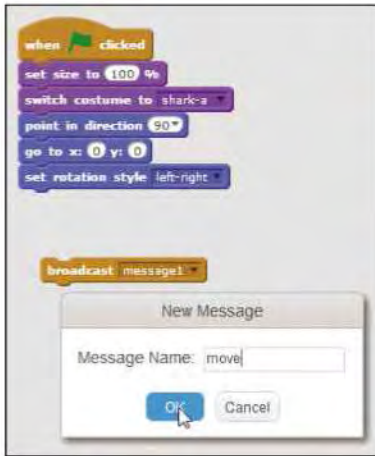 when clicked
set size to 100 %
switch costume to shark-a
point in direction 90
go to x: 0 y: 0
set rotation style left-right
broadcast message1
New Message
Message Name: move
OK Cancel